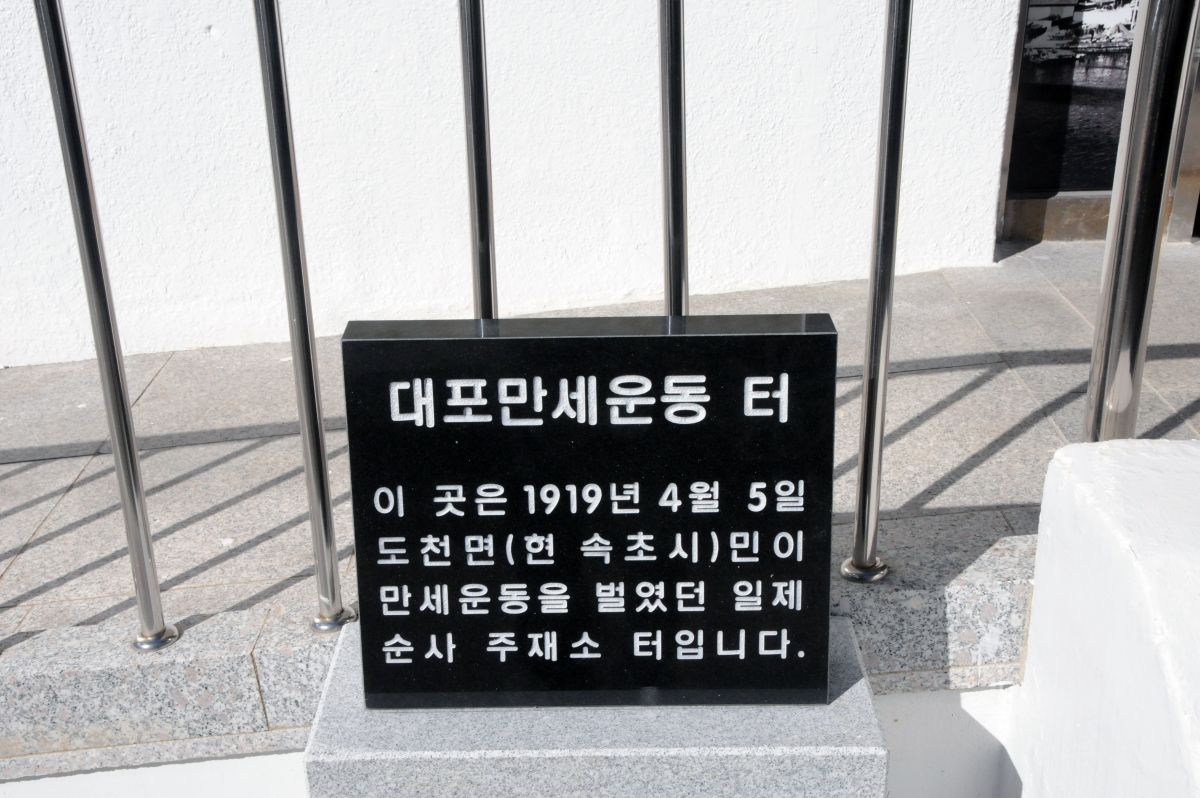 대포만세운동 터
이 곳은 1919년 4월 5일
도천면(현 속초시)민이
만세운동을 벌였던 일제
순사 주재소 터입니다.